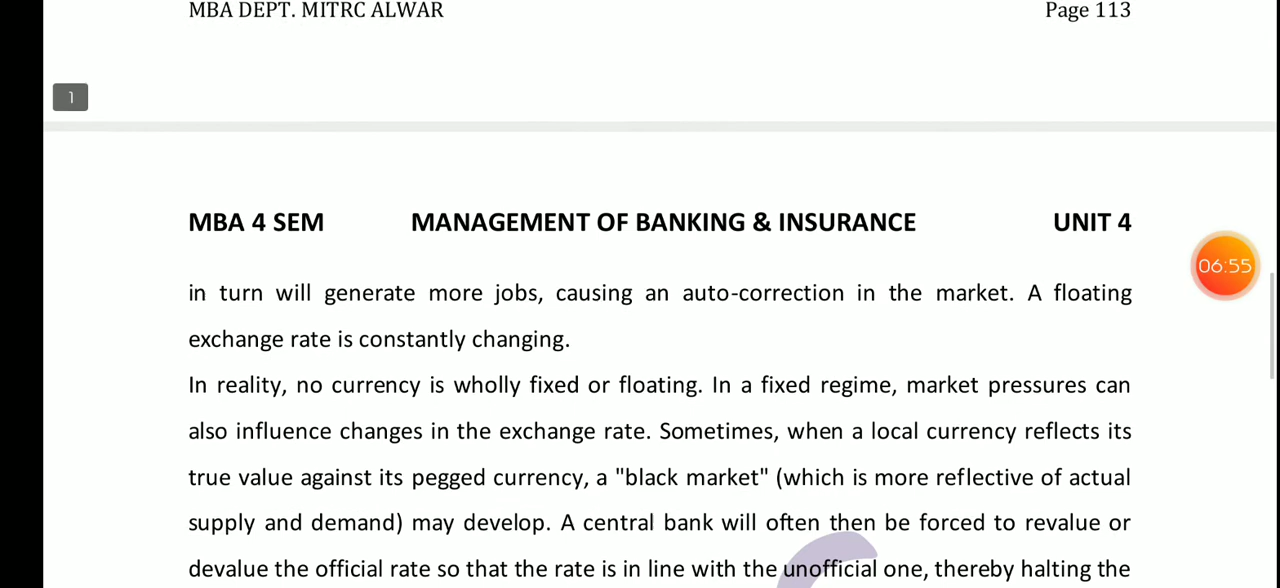 MBA DEPT. MITRC ALWAR Page 113
1
MBA 4 SEM MANAGEMENT OF BANKING & INSURANCE UNIT 4
06:55
in turn will generate more jobs, causing an auto-correction in the market. A floating
exchange rate is constantly changing.
In reality, no currency is wholly fixed or floating. In a fixed regime, market pressures can
also influence changes in the exchange rate. Sometimes, when a local currency reflects its
true value against its pegged currency, a "black market" (which is more reflective of actual
supply and demand) may develop. A central bank will often then be forced to revalue or
devalue the official rate so that the rate is in line with the unofficial one, thereby halting the